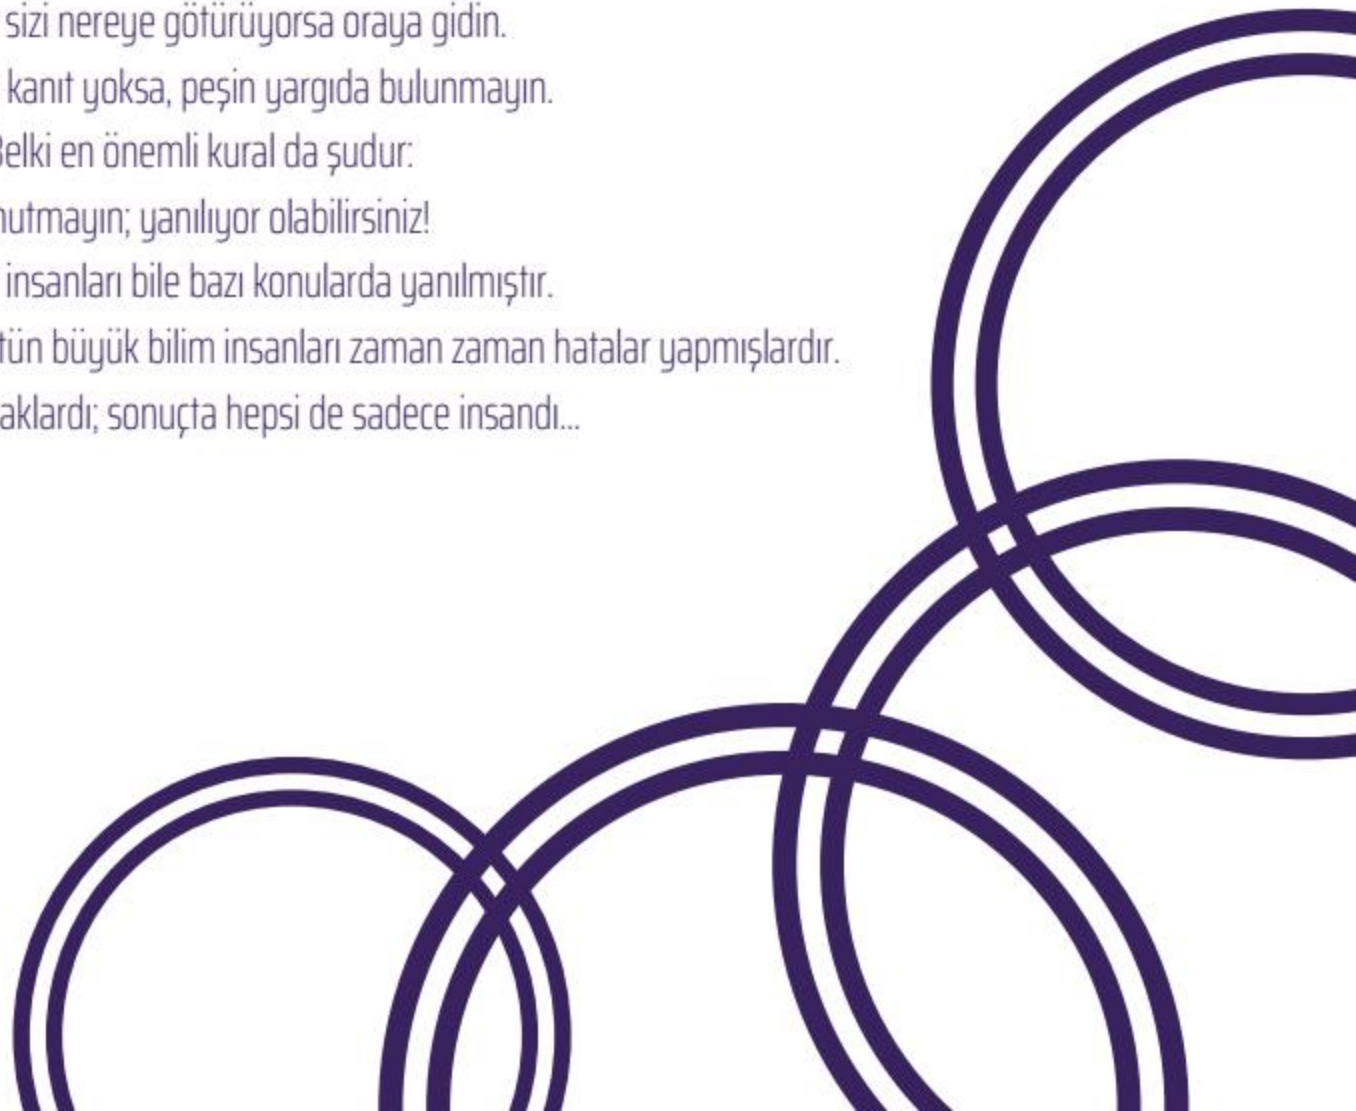 sizi nereye götürüyorsa oraya gidin.
kanıt yoksa, peşin yargıda bulunmayın.
elki en önemli kural da şudur:
utmayın; yanılıyor olabilirsiniz!
insanları bile bazı konularda yanılmıştır.
tün büyük bilim insanları zaman zaman hatalar yapmışlardır.
aklardı; sonuçta hepsi de sadece insandı...